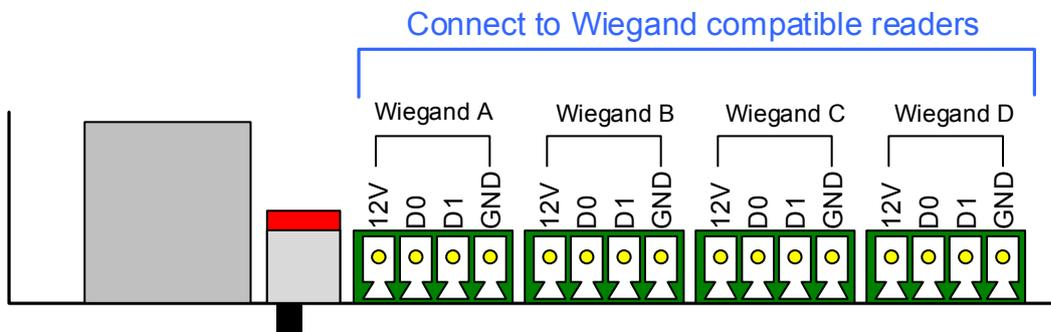 Connect to Wiegand compatible readers
Wiegand A
Wiegand B
Wiegand C
Wiegand D
12V
D0
D1
GND
12V
D0
D1
GND
12V
D0
D1
GND
12V
D0
D1
GND